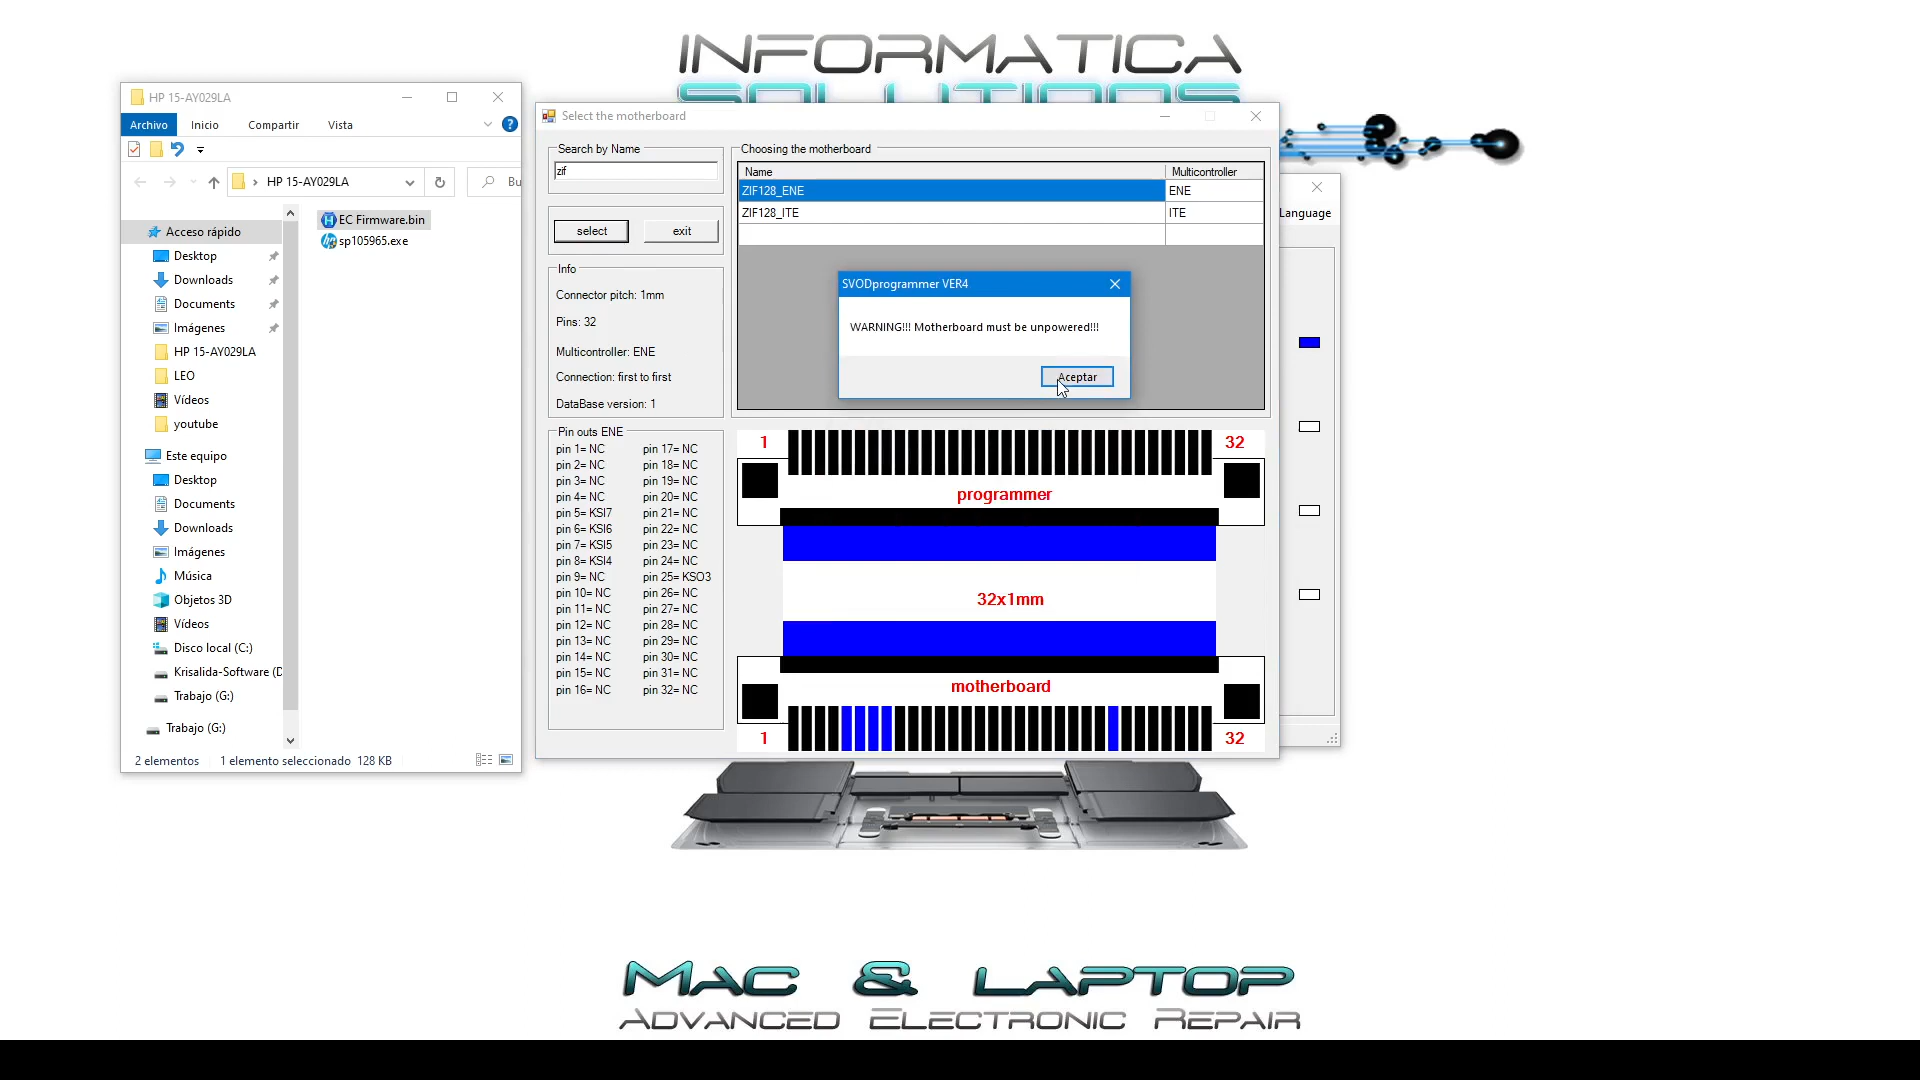 INFORMATICA
SOLUTIONS
HP 15-AY029LA
Archivo
Inicio
Compartir
Vista
HP 15-AY029LA
Bu
Acceso rápido
Desktop
Downloads
Documents
Imágenes
HP 15-AY029LA
LEO
Vídeos
youtube
Este equipo
Desktop
Documents
Downloads
Imágenes
Música
Objetos 3D
Vídeos
Disco local (C:)
Krisalida-Software (D
Trabajo (G:)
Trabajo (G:)
EC Firmware.bin
sp105965.exe
2 elementos
1 elemento seleccionado 128 KB
Select the motherboard
Search by Name
zif
select
exit
Info
Connector pitch: 1mm
Pins: 32
Multicontroller: ENE
Connection: first to first
DataBase version: 1
Pin outs ENE
pin 1= NC
pin 2= NC
pin 3= NC
pin 4= NC
pin 5= KSI7
pin 6= KSI6
pin 7= KSI5
pin 8= KSI4
pin 9= NC
pin 10= NC
pin 11= NC
pin 12= NC
pin 13= NC
pin 14= NC
pin 15= NC
pin 16= NC
pin 17= NC
pin 18= NC
pin 19= NC
pin 20= NC
pin 21= NC
pin 22= NC
pin 23= NC
pin 24= NC
pin 25= KSO3
pin 26= NC
pin 27= NC
pin 28= NC
pin 29= NC
pin 30= NC
pin 31= NC
pin 32= NC
Choosing the motherboard
Name
Multicontroller
ZIF128_ENE
ENE
ZIF128_ITE
ITE
SVODprogrammer VER4
WARNING!!! Motherboard must be unpowered!!!
Aceptar
1
32
programmer
32x1mm
motherboard
1
32
Language
MAC & LAPTOP
ADVANCED ELECTRONIC REPAIR